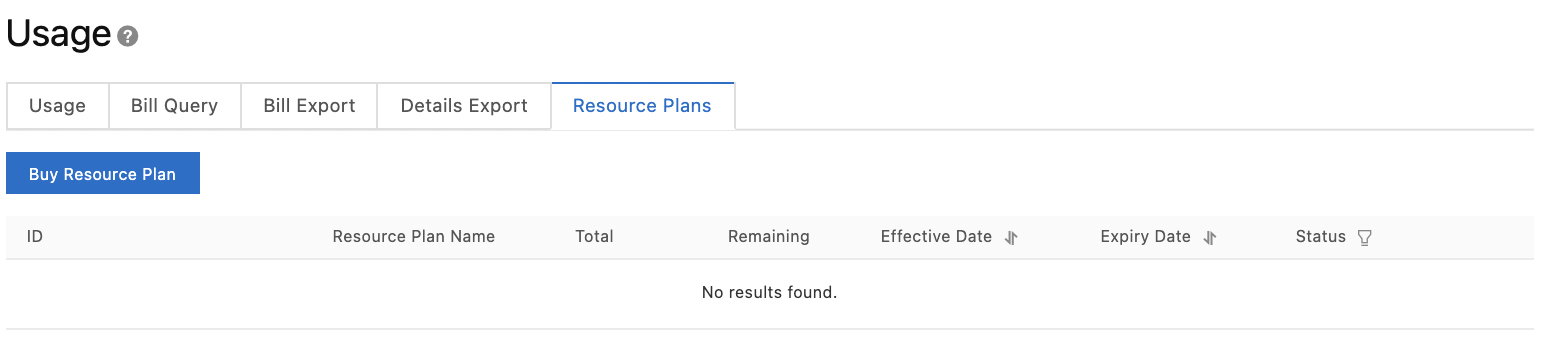 Usage
Usage Bill Query Bill Export Details Export Resource Plans
Buy Resource Plan
ID Resource Plan Name Total Remaining Effective Date Expiry Date Status
No results found.